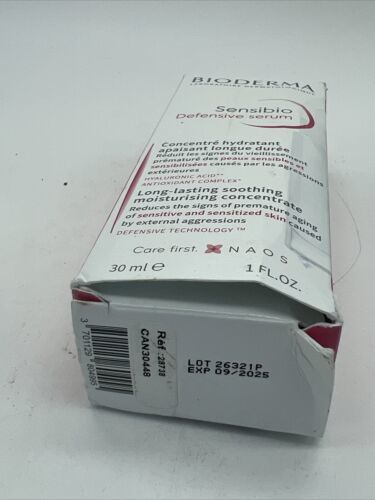 BIODERMA
LABORATOIRE DERMATOLOGIQUE
Sensibio
Defensive serum
Concentré hydratant
apaisant longue durée
Réduit les signes du vieillissement
prématuré des peaux sensibles et
sensibilisées causés par les agressions
extérieures
HYALURONIC ACID
ANTIOXIDANT COMPLEX
Long-lasting soothing
moisturising concentrate
Reduces the signs of premature aging
of sensitive and sensitized skin caused
by external aggressions
DEFENSIVE TECHNOLOGY™
Care first. NAOS
30 ml e
1 FL.OZ.
Réf : 28738
CAN30448
LOT 26321P
EXP 09/2025